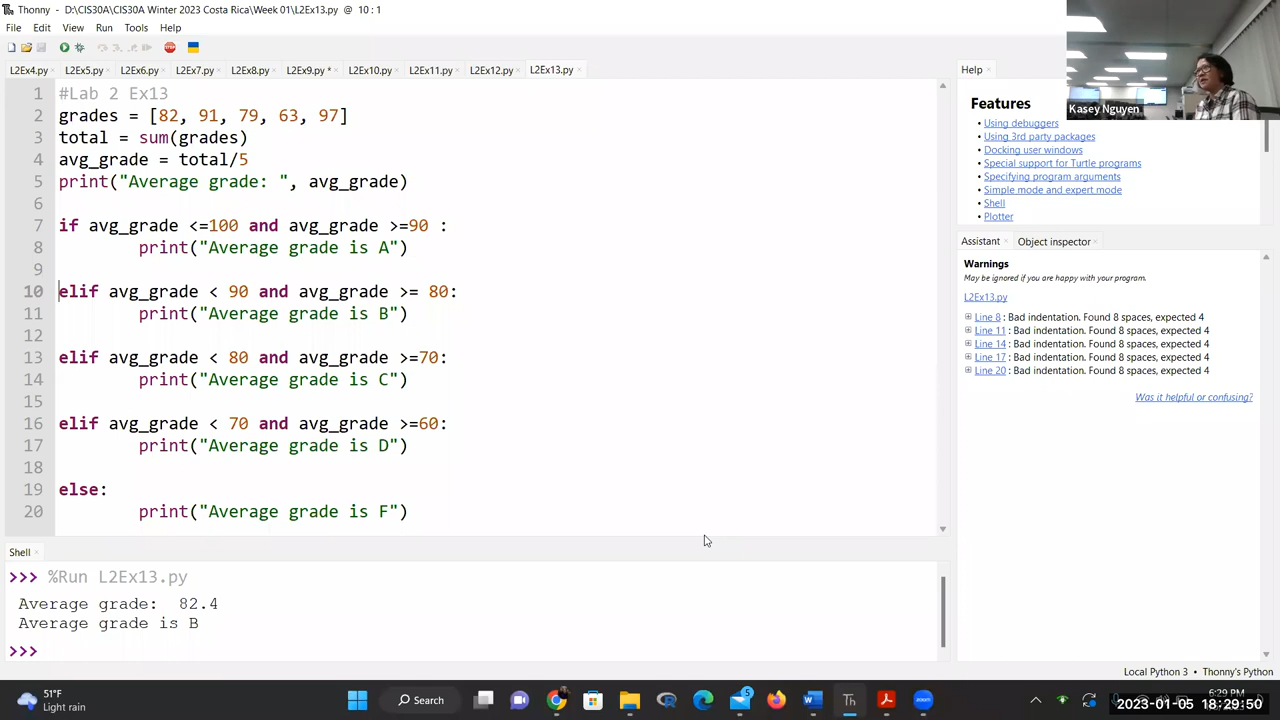 Thonny - D:\CIS30A\CIS30A Winter 2023 Costa Rica\Week 01\L2Ex13.py @ 10 : 1
File Edit View Run Tools Help
L2Ex4.py L2Ex5.py L2Ex6.py L2Ex7.py L2Ex8.py L2Ex9.py * L2Ex10.py L2Ex11.py L2Ex12.py L2Ex13.py
1 #Lab 2 Ex13
2 grades = [82, 91, 79, 63, 97]
3 total = sum(grades)
4 avg_grade = total/5
5 print("Average grade: ", avg_grade)
6
7 if avg_grade <=100 and avg_grade >=90 :
8 print("Average grade is A")
9
10 elif avg_grade < 90 and avg_grade >= 80:
11 print("Average grade is B")
12
13 elif avg_grade < 80 and avg_grade >=70:
14 print("Average grade is C")
15
16 elif avg_grade < 70 and avg_grade >=60:
17 print("Average grade is D")
18
19 else:
20 print("Average grade is F")
Shell
>>> %Run L2Ex13.py
Average grade:  82.4
Average grade is B
>>>
Kasey Nguyen
Help
Features
• Using debuggers
• Using 3rd party packages
• Docking user windows
• Special support for Turtle programs
• Specifying program arguments
• Simple mode and expert mode
• Shell
• Plotter
Assistant Object inspector
Warnings
May be ignored if you are happy with your program.
L2Ex13.py
Line 8 : Bad indentation. Found 8 spaces, expected 4
Line 11 : Bad indentation. Found 8 spaces, expected 4
Line 14 : Bad indentation. Found 8 spaces, expected 4
Line 17 : Bad indentation. Found 8 spaces, expected 4
Line 20 : Bad indentation. Found 8 spaces, expected 4
Was it helpful or confusing?
Local Python 3 • Thonny's Python
51°F
Light rain
Search
5
6:29 PM
2023-01-05 18:29:50